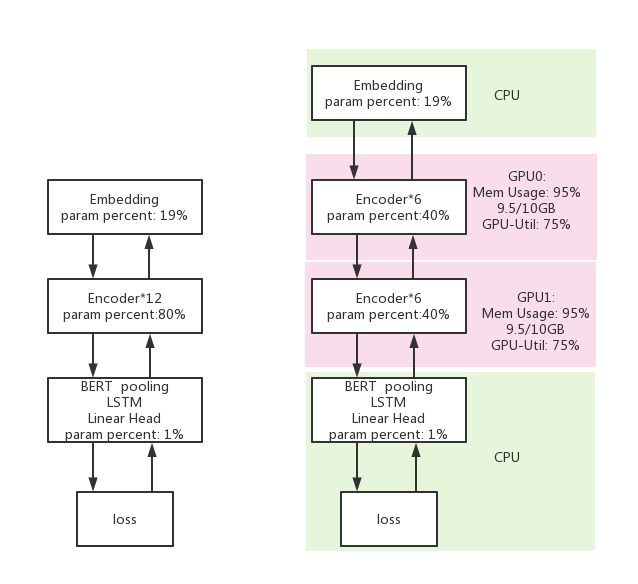 Embedding
param percent: 19%
Encoder*12
param percent:80%
BERT pooling
LSTM
Linear Head
param percent: 1%
loss
Embedding
param percent: 19%
CPU
Encoder*6
param percent:40%
GPU0:
Mem Usage: 95%
9.5/10GB
GPU-Util: 75%
Encoder*6
param percent:40%
GPU1:
Mem Usage: 95%
9.5/10GB
GPU-Util: 75%
BERT pooling
LSTM
Linear Head
param percent: 1%
CPU
loss